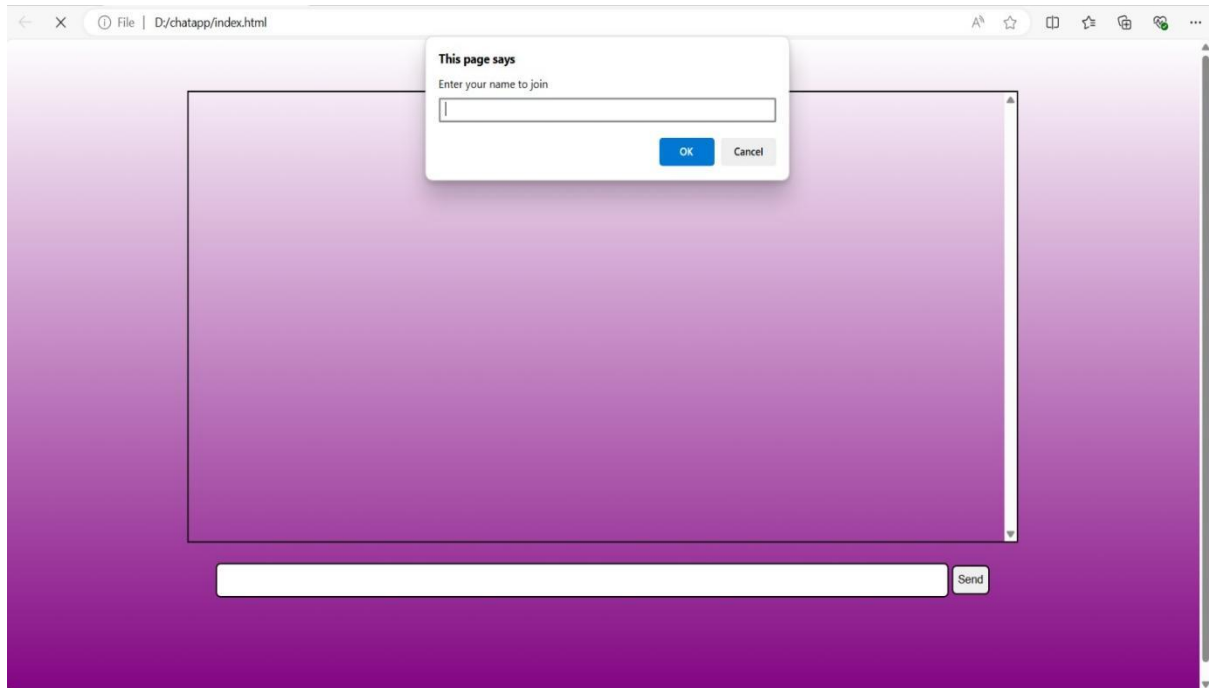 File | D:/chatapp/index.html
This page says
Enter your name to join
OK Cancel
Send